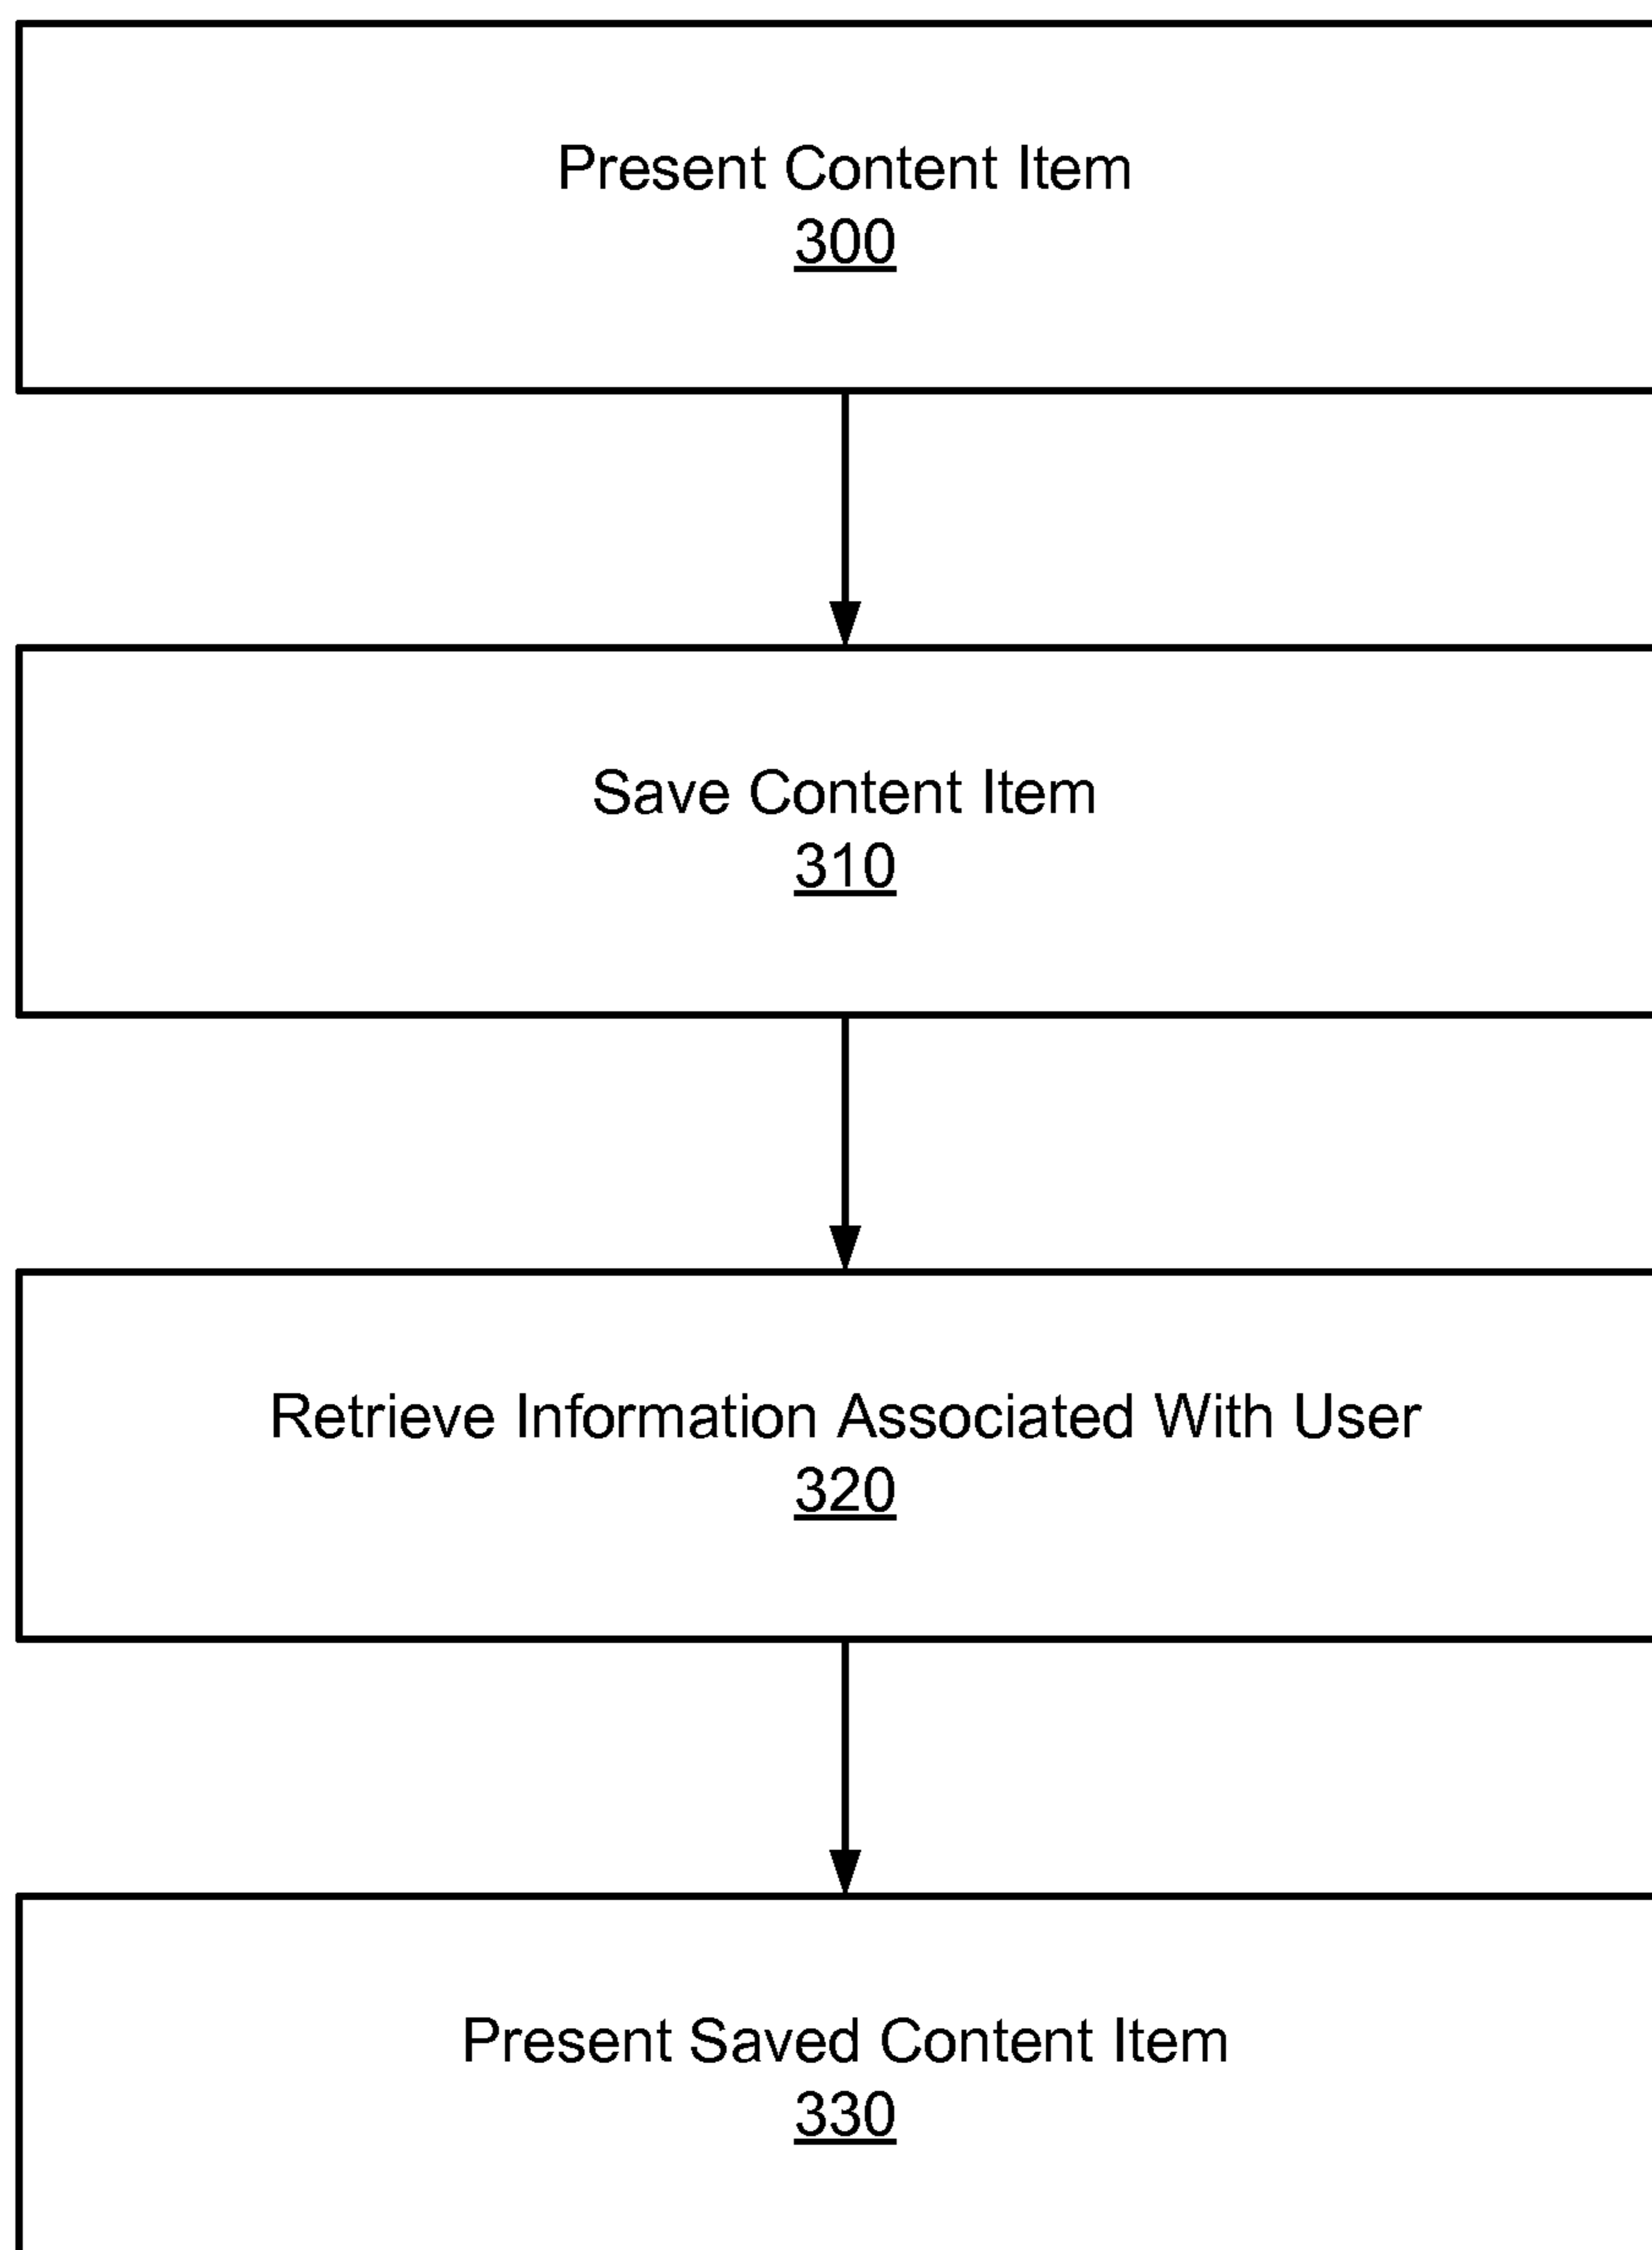 Present Content Item
300
Save Content Item
310
Retrieve Information Associated With User
320
Present Saved Content Item
330